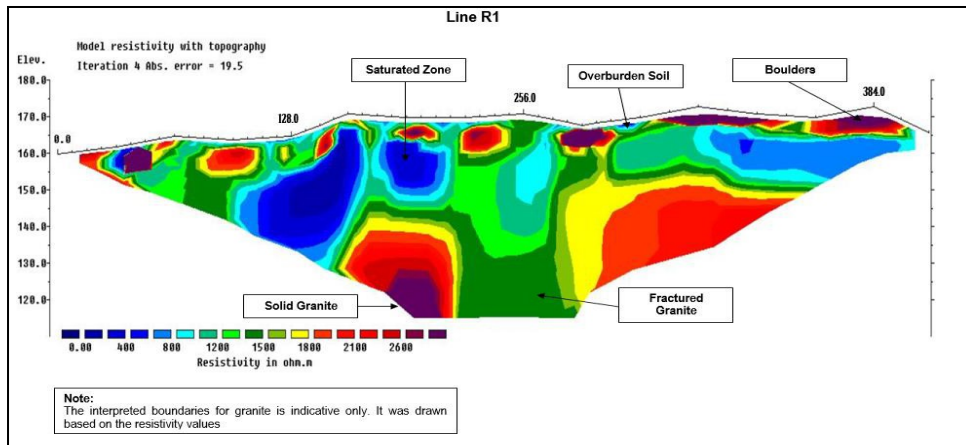 Line R1
Model resistivity with topography
Iteration 4 Abs. error = 19.5
Elev.
180.0
170.0
160.0
150.0
140.0
130.0
120.0
0.0
128.0
256.0
384.0
Saturated Zone
Overburden Soil
Boulders
Solid Granite
Fractured
Granite
0.00 400 800 1200 1500 1800 2100 2600
Resistivity in ohm.m
Note:
The interpreted boundaries for granite is indicative only. It was drawn
based on the resistivity values